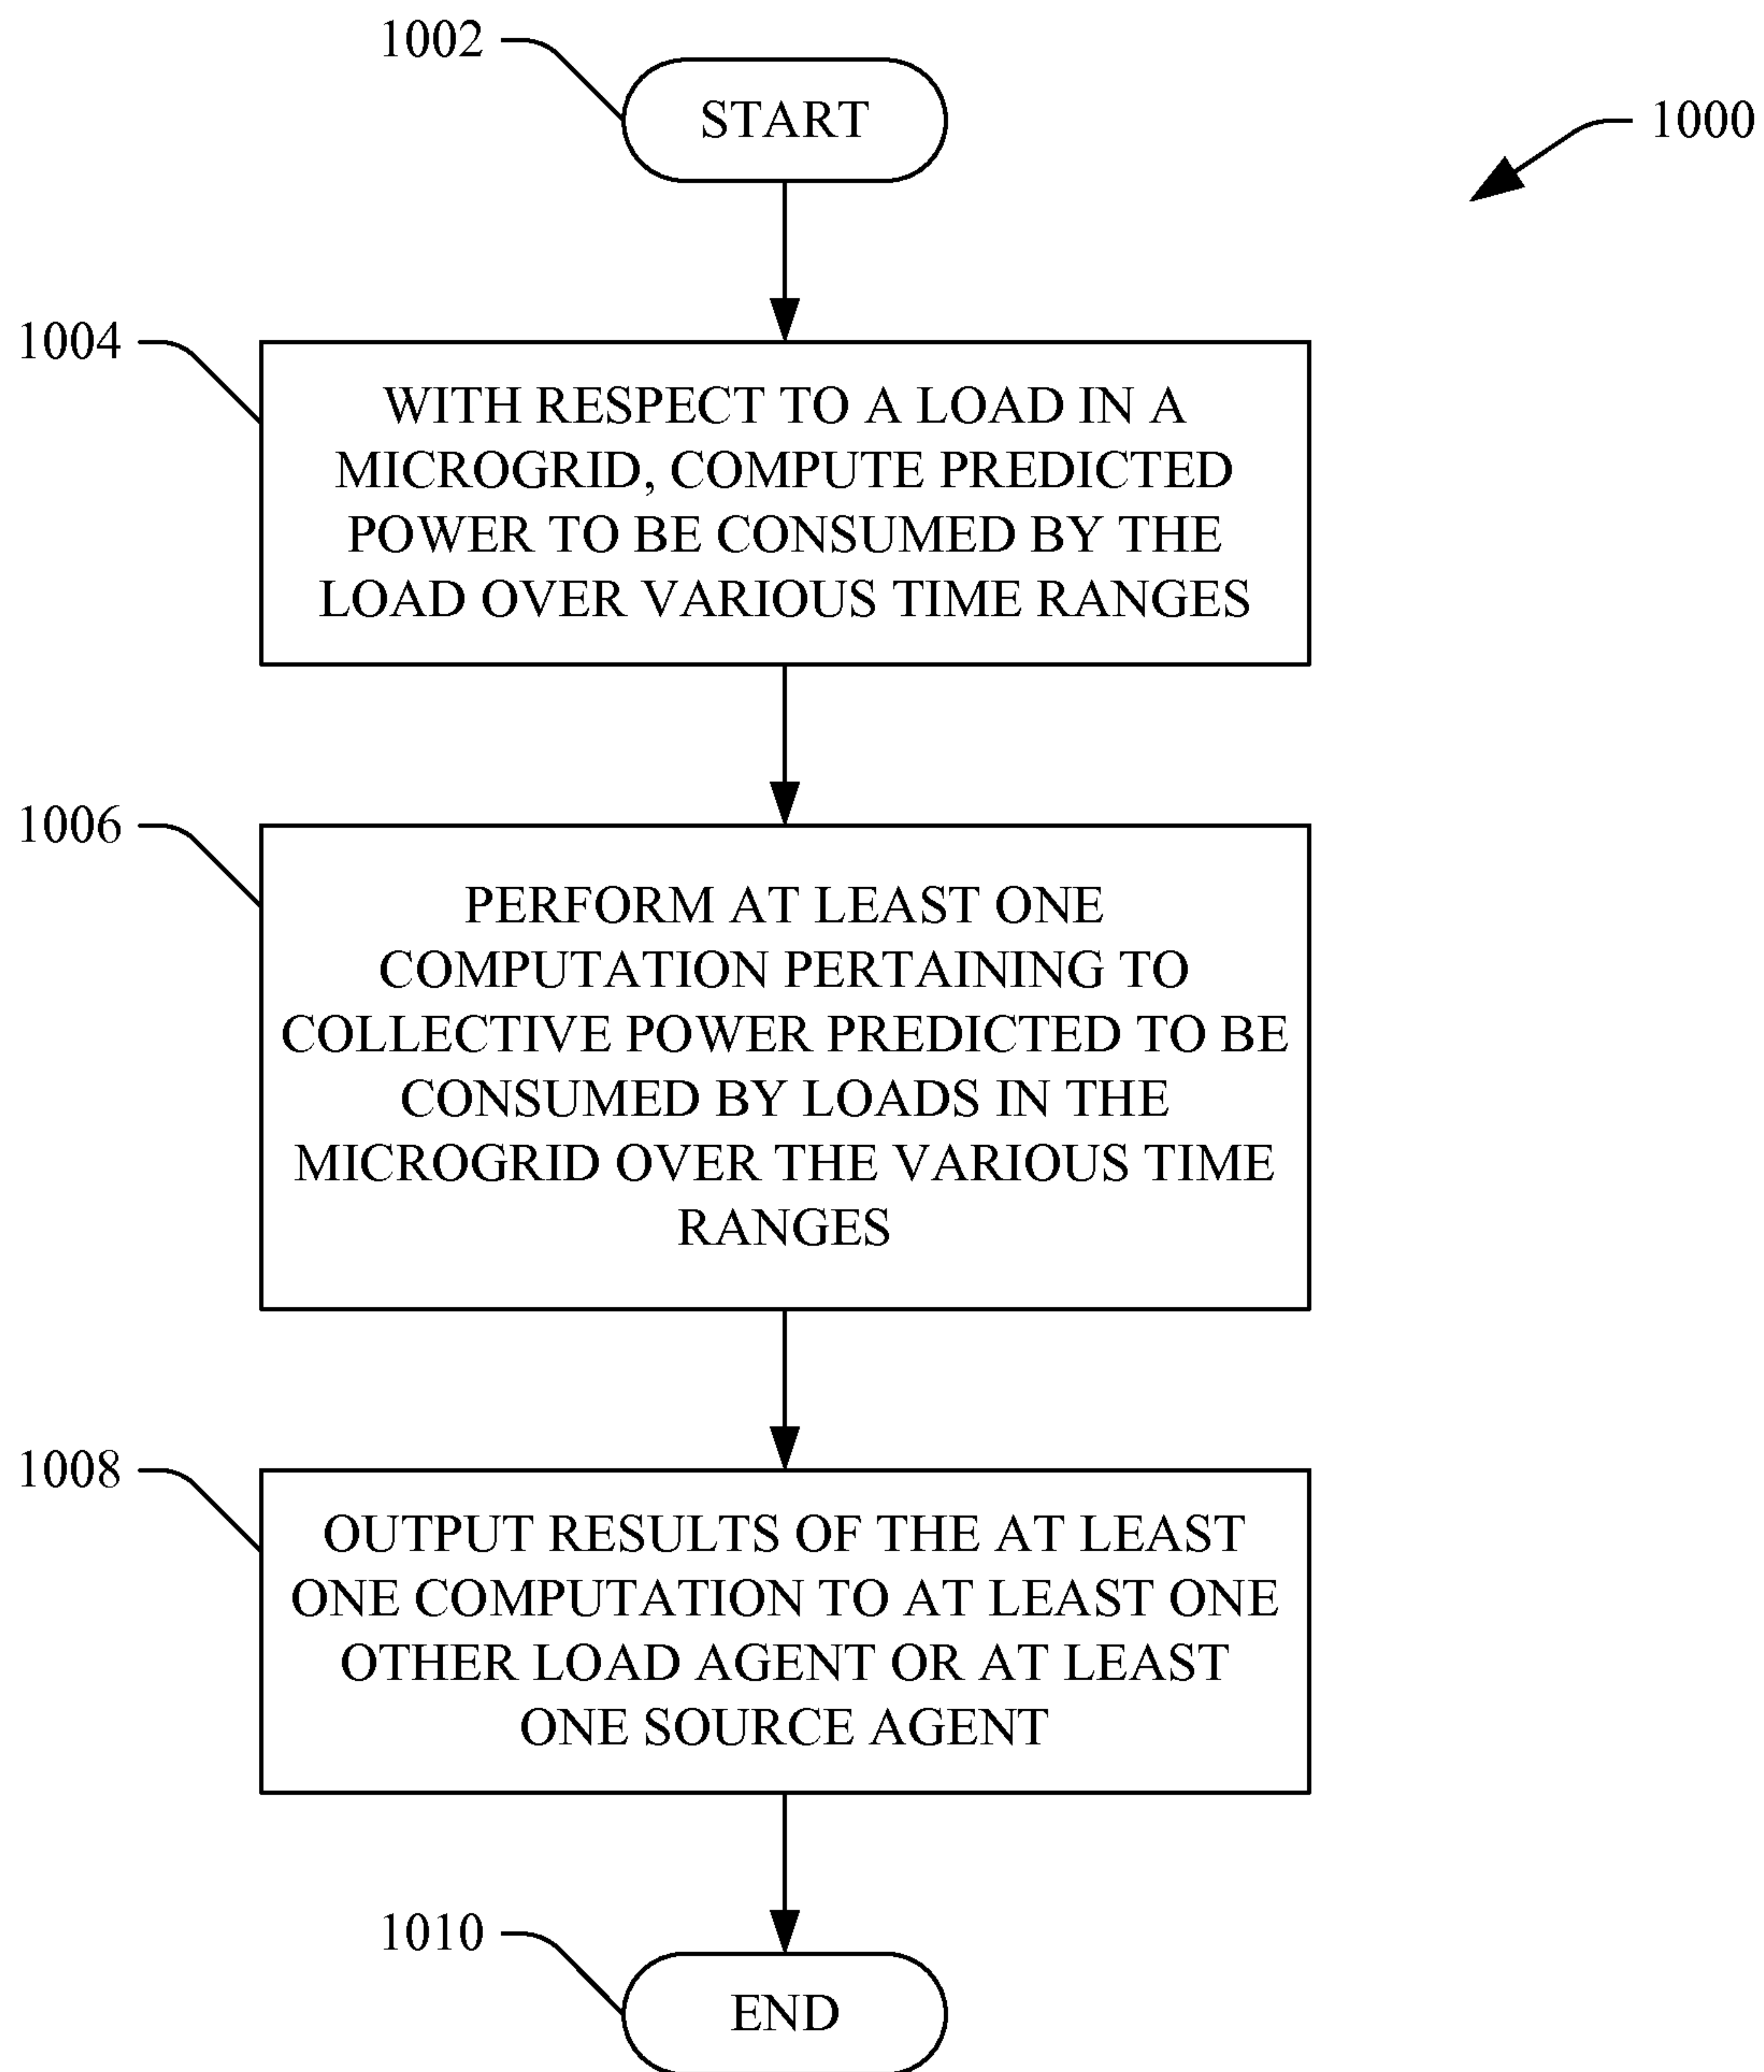 1002
START
1000
1004
WITH RESPECT TO A LOAD IN A
MICROGRID, COMPUTE PREDICTED
POWER TO BE CONSUMED BY THE
LOAD OVER VARIOUS TIME RANGES
1006
PERFORM AT LEAST ONE
COMPUTATION PERTAINING TO
COLLECTIVE POWER PREDICTED TO BE
CONSUMED BY LOADS IN THE
MICROGRID OVER THE VARIOUS TIME
RANGES
1008
OUTPUT RESULTS OF THE AT LEAST
ONE COMPUTATION TO AT LEAST ONE
OTHER LOAD AGENT OR AT LEAST
ONE SOURCE AGENT
1010
END